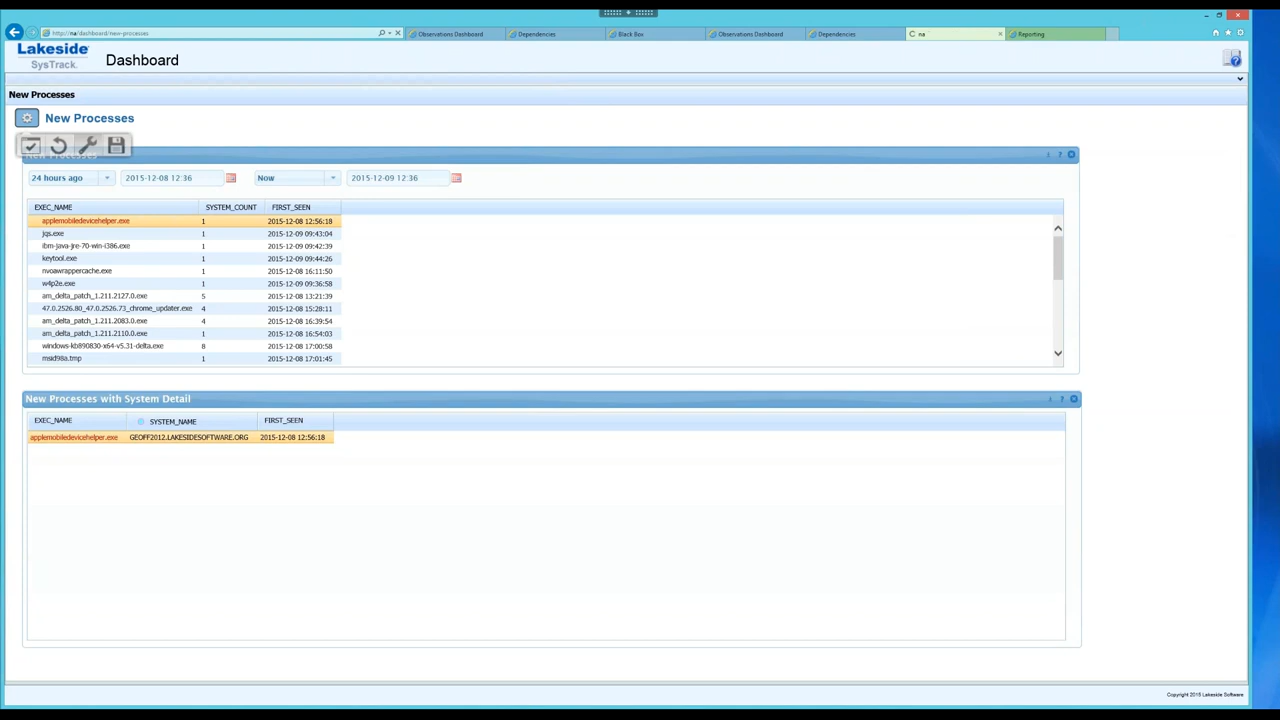 http://na/dashboard/new-processes
Observations Dashboard
Dependencies
Black Box
Observations Dashboard
Dependencies
na
Reporting
Lakeside
SysTrack
Dashboard
New Processes
New Processes
24 hours ago 2015-12-08 12:36 Now 2015-12-09 12:36
EXEC_NAME SYSTEM_COUNT FIRST_SEEN
applemobiledevicehelper.exe 1 2015-12-08 12:56:18
jqs.exe 1 2015-12-09 09:43:04
ibm-java-jre-70-win-i386.exe 1 2015-12-09 09:42:39
keytool.exe 1 2015-12-09 09:44:26
nvoawrappercache.exe 1 2015-12-08 16:11:50
w4p2e.exe 1 2015-12-09 09:36:58
am_delta_patch_1.211.2127.0.exe 5 2015-12-08 13:21:39
47.0.2526.80_47.0.2526.73_chrome_updater.exe 4 2015-12-08 15:28:11
am_delta_patch_1.211.2083.0.exe 4 2015-12-08 16:39:54
am_delta_patch_1.211.2110.0.exe 1 2015-12-08 16:54:03
windows-kb890830-x64-v5.31-delta.exe 8 2015-12-08 17:00:58
msid98a.tmp 1 2015-12-08 17:01:45
New Processes with System Detail
EXEC_NAME SYSTEM_NAME FIRST_SEEN
applemobiledevicehelper.exe GEOFF2012.LAKESIDESOFTWARE.ORG 2015-12-08 12:56:18
Copyright 2015 Lakeside Software